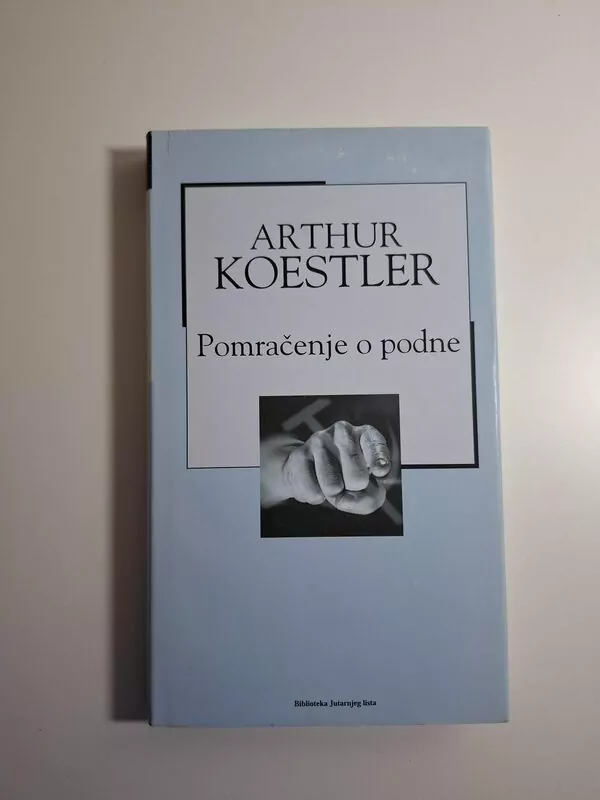 ARTHUR
KOESTLER
Pomračenje o podne
Biblioteka Jutarnjeg lista